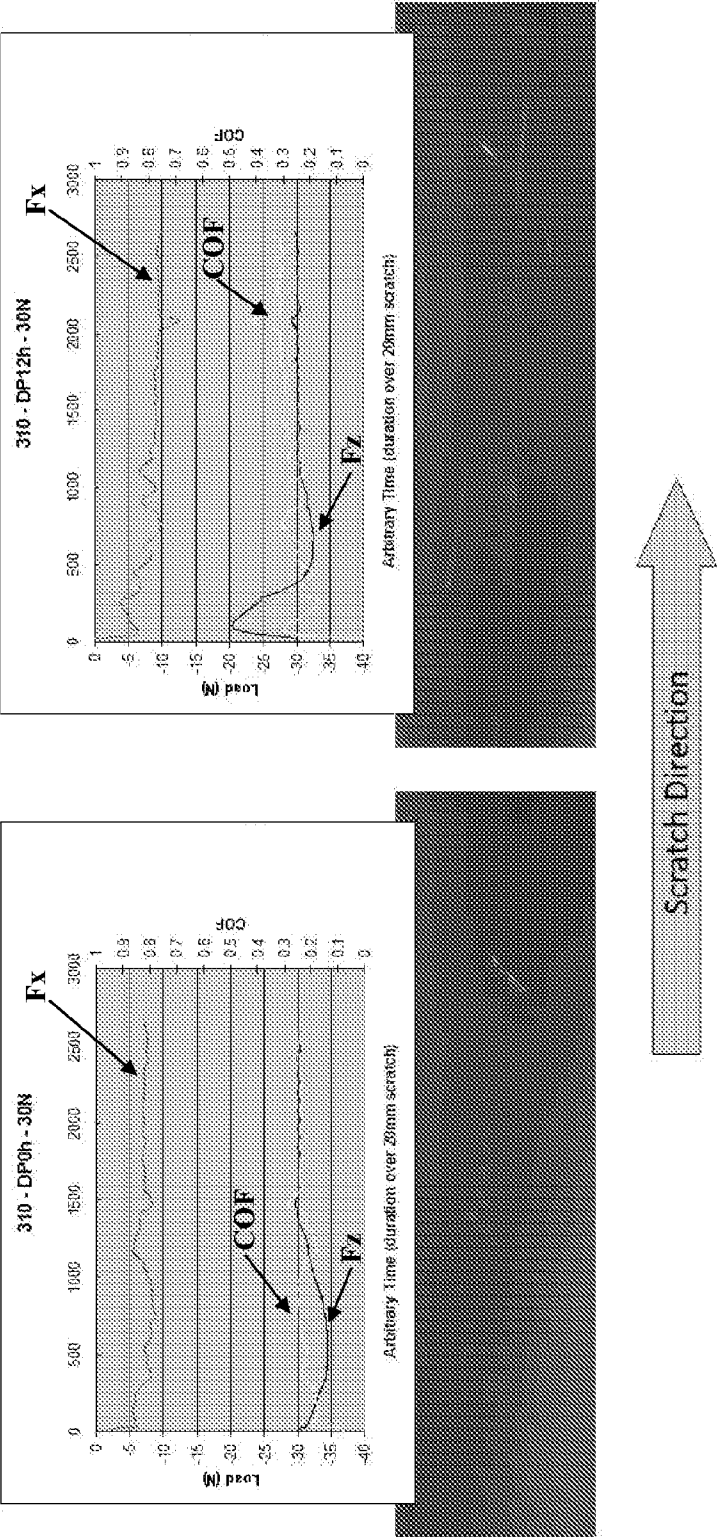 310 - DP0h - 30N
0 500 1000 1500 2000 2500 3000
0
-5
-10
-15
-20
-25
-30
-35
-40
Load (N)
1
0.9
0.8
0.7
0.6
0.5
0.4
0.3
0.2
0.1
0
COF
Fx
COF
Fz
Arbitrary Time (duration over 20mm scratch)
310 - DP12h - 30N
0 500 1000 1500 2000 2500 3000
0
-5
-10
-15
-20
-25
-30
-35
-40
Load (N)
1
0.9
0.8
0.7
0.6
0.5
0.4
0.3
0.2
0.1
0
COF
Fx
COF
Fz
Arbitrary Time (duration over 20mm scratch)
Scratch Direction